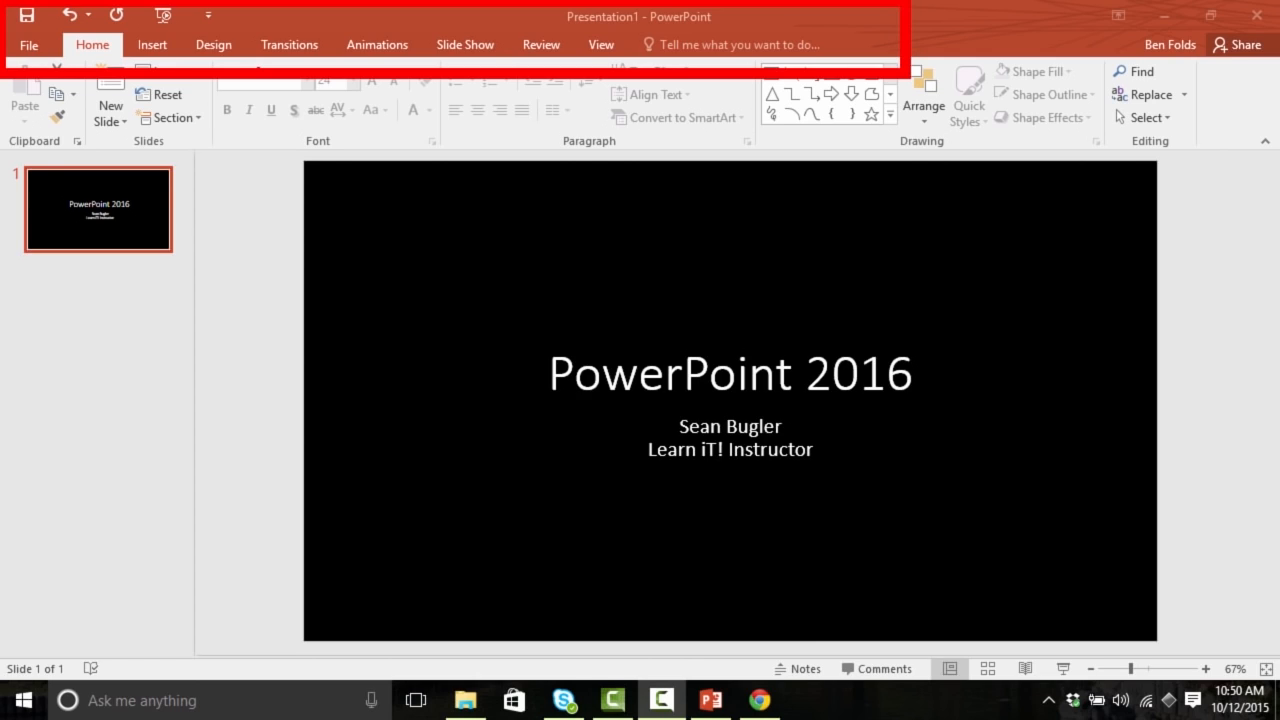 Presentation1 - PowerPoint
File Home Insert Design Transitions Animations Slide Show Review View Tell me what you want to do... Ben Folds Share
24 A A Shape Fill Find
Paste New Reset B I U S abc AV Aa A Align Text Arrange Quick Shape Outline Replace
Slide Section Convert to SmartArt Styles Shape Effects Select
Clipboard Slides Font Paragraph Drawing Editing
1
PowerPoint 2016
Sean Bugler
Learn iT! Instructor
PowerPoint 2016
Sean Bugler
Learn iT! Instructor
Slide 1 of 1 Notes Comments 67%
Ask me anything 10:50 AM
10/12/2015